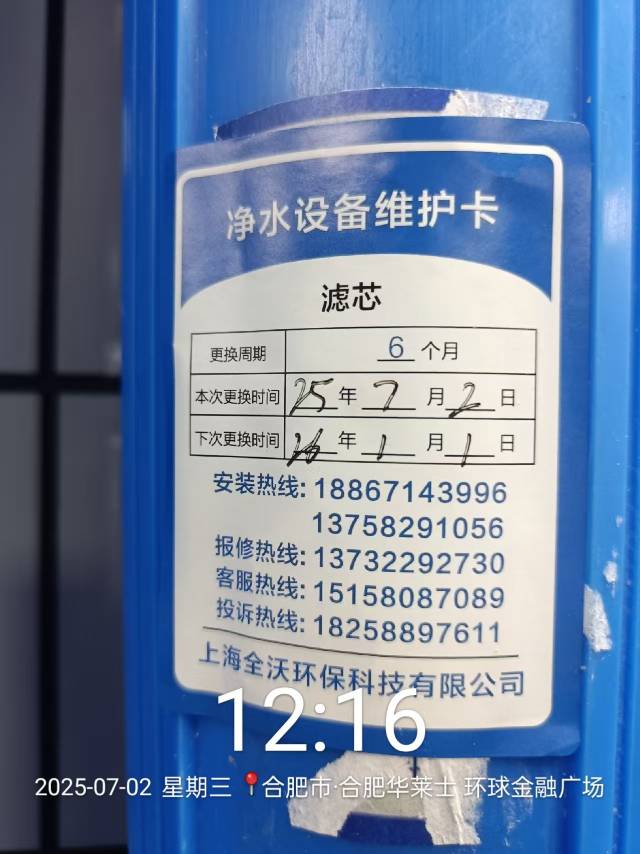 净水设备维护卡
滤芯
更换周期 6 个月
本次更换时间 25 年 7 月 2 日
下次更换时间 26 年 1 月 1 日
安装热线: 18867143996
13758291056
报修热线: 13732292730
客服热线: 15158087089
投诉热线: 18258897611
上海全沃环保科技有限公司
12:16
2025-07-02 星期三 合肥市·合肥华莱士 环球金融广场